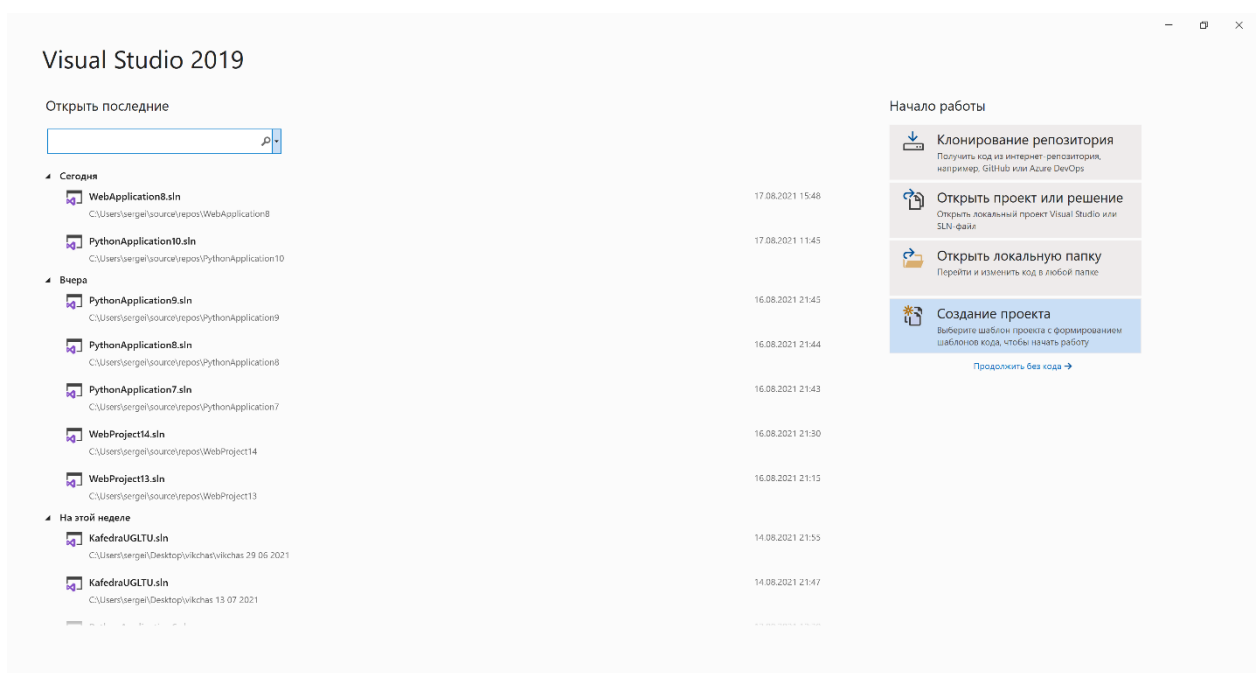 Visual Studio 2019
Открыть последние
Сегодня
WebApplication8.sln
17.08.2021 15:48
C:\Users\sergei\source\repos\WebApplication8
PythonApplication10.sln
17.08.2021 11:45
C:\Users\sergei\source\repos\PythonApplication10
Вчера
PythonApplication9.sln
16.08.2021 21:45
C:\Users\sergei\source\repos\PythonApplication9
PythonApplication8.sln
16.08.2021 21:44
C:\Users\sergei\source\repos\PythonApplication8
PythonApplication7.sln
16.08.2021 21:43
C:\Users\sergei\source\repos\PythonApplication7
WebProject14.sln
16.08.2021 21:30
C:\Users\sergei\source\repos\WebProject14
WebProject13.sln
16.08.2021 21:15
C:\Users\sergei\source\repos\WebProject13
На этой неделе
KafedraUGLTU.sln
14.08.2021 21:55
C:\Users\sergei\Desktop\vikchas\vikchas 29 06 2021
KafedraUGLTU.sln
14.08.2021 21:47
C:\Users\sergei\Desktop\vikchas 13 07 2021
Начало работы
Клонирование репозитория
Получить код из интернет-репозитория,
например, GitHub или Azure DevOps
Открыть проект или решение
Открыть локальный проект Visual Studio или
SLN-файл
Открыть локальную папку
Перейти и изменить код в любой папке
Создание проекта
Выберите шаблон проекта с формированием
шаблонов кода, чтобы начать работу
Продолжить без кода →